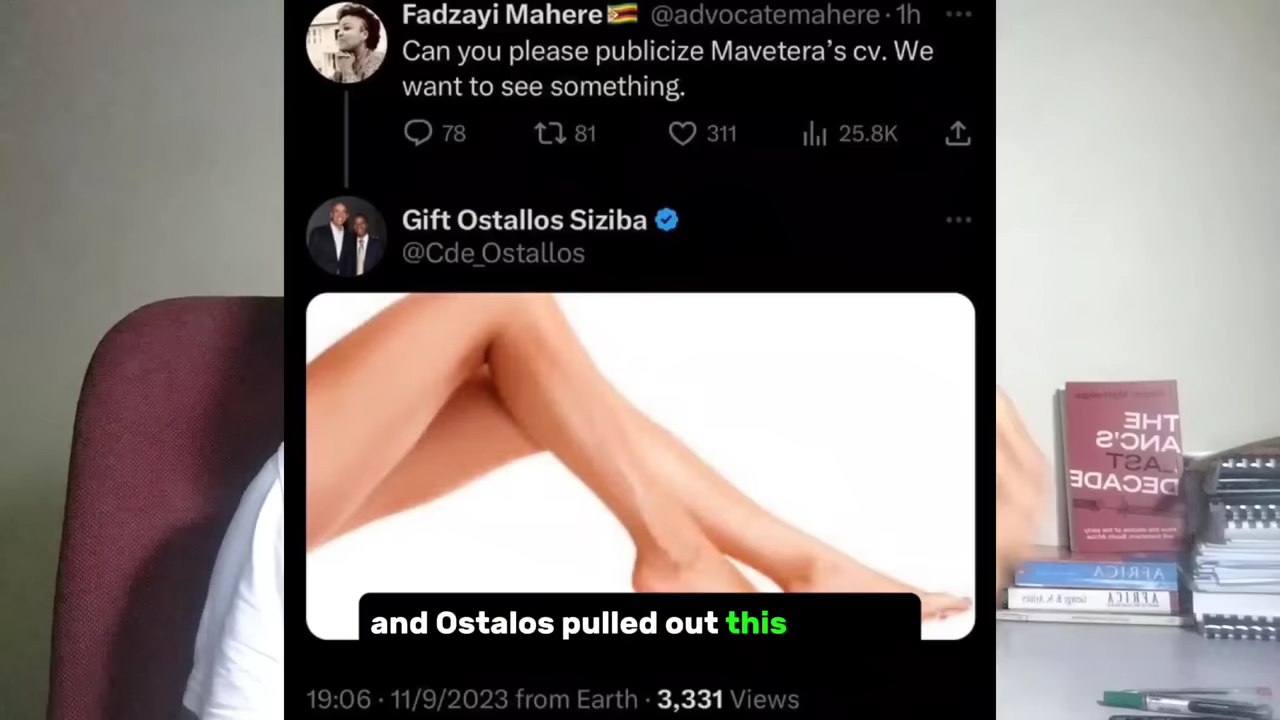 Fadzayi Mahere🇿🇼 @advocatemahere · 1h
Can you please publicize Mavetera’s cv. We
want to see something.
78 81 311 25.8K
Gift Ostallos Siziba
@Cde_Ostallos
and Ostalos pulled out this
19:06 · 11/9/2023 from Earth · 3,331 Views
THE
ANC'S
LAST
DECADE
AFRICA
AFRICA